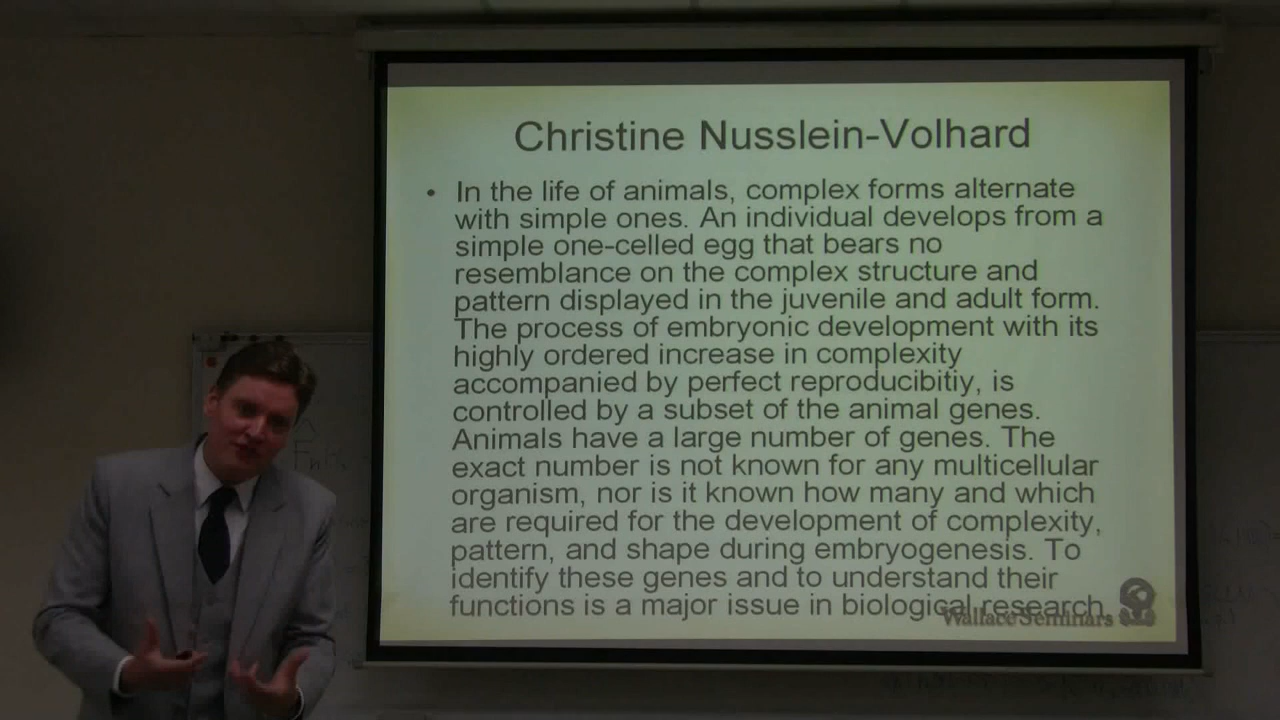 Christine Nusslein-Volhard
• In the life of animals, complex forms alternate
with simple ones. An individual develops from a
simple one-celled egg that bears no
resemblance on the complex structure and
pattern displayed in the juvenile and adult form.
The process of embryonic development with its
highly ordered increase in complexity
accompanied by perfect reproducibitiy, is
controlled by a subset of the animal genes.
Animals have a large number of genes. The
exact number is not known for any multicellular
organism, nor is it known how many and which
are required for the development of complexity,
pattern, and shape during embryogenesis. To
identify these genes and to understand their
functions is a major issue in biological research.
Wallace Seminars